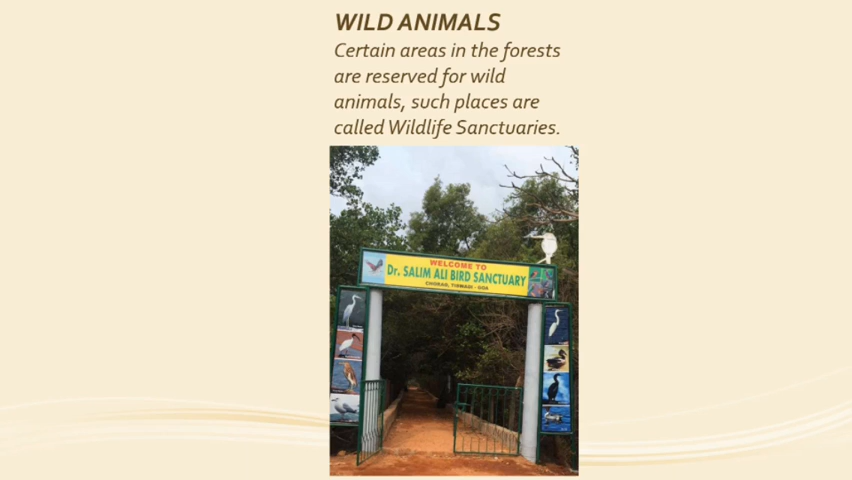 WILD ANIMALS
Certain areas in the forests
are reserved for wild
animals, such places are
called Wildlife Sanctuaries.
WELCOME TO
Dr. SALIM ALI BIRD SANCTUARY
CHORAO, TISWADI - GOA